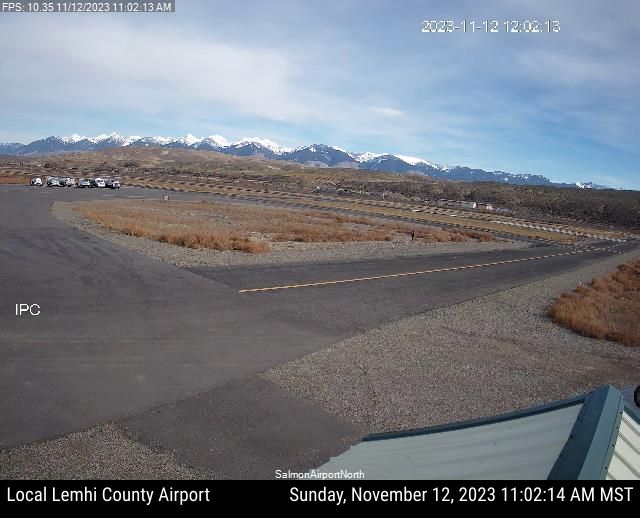 FPS: 10.35 11/12/2023 11:02:13 AM
2023-11-12 12:02:13
IPC
SalmonAirportNorth
Local Lemhi County Airport Sunday, November 12, 2023 11:02:14 AM MST